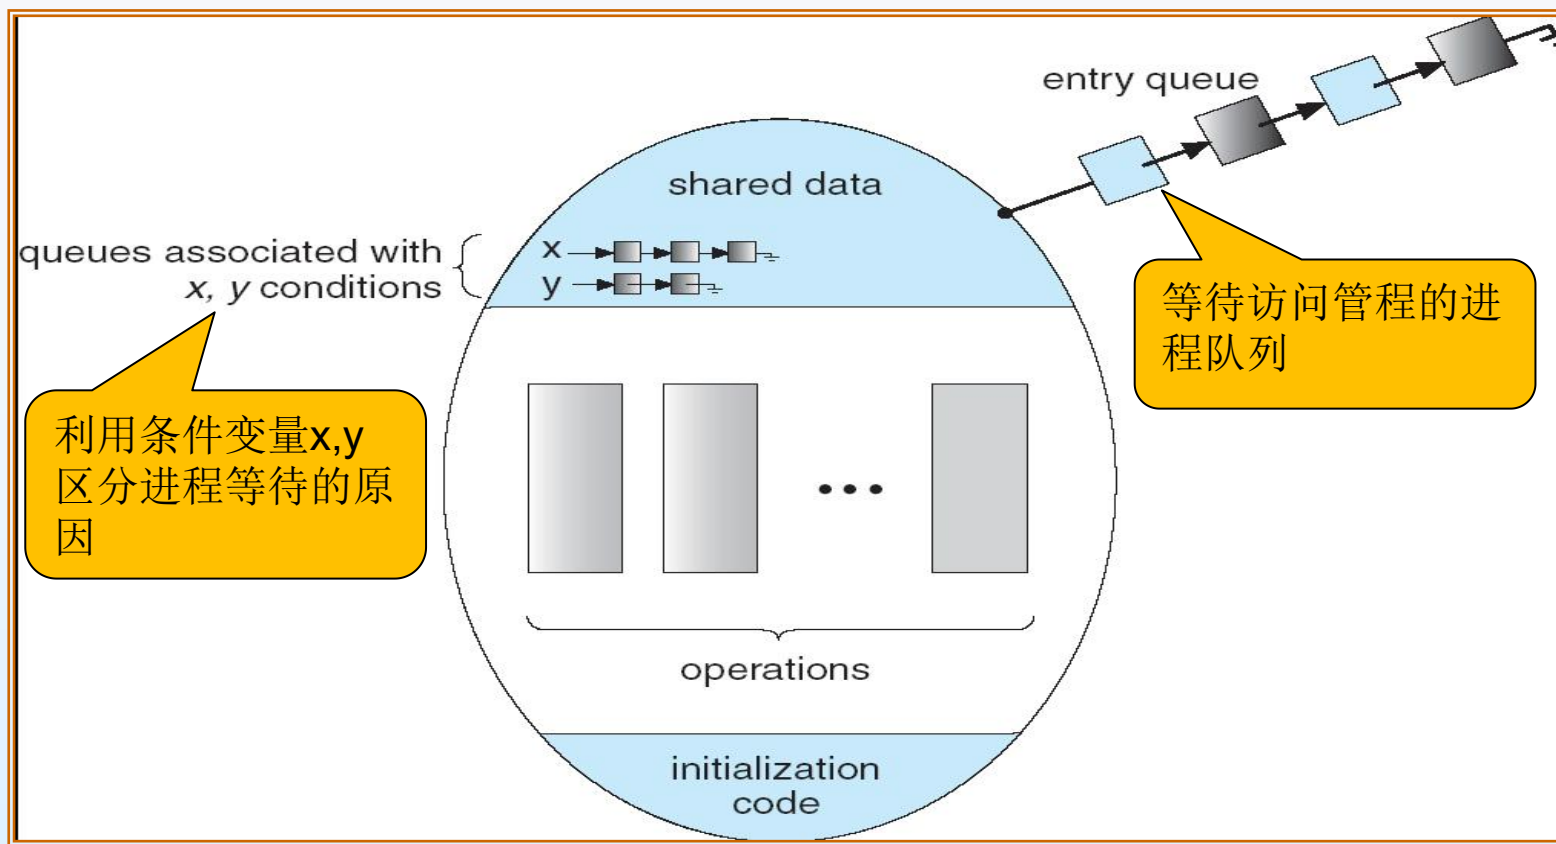 entry queue
shared data
queues associated with
x, y conditions
x
y
等待访问管程的进
程队列
利用条件变量x,y
区分进程等待的原
因
operations
initialization
code